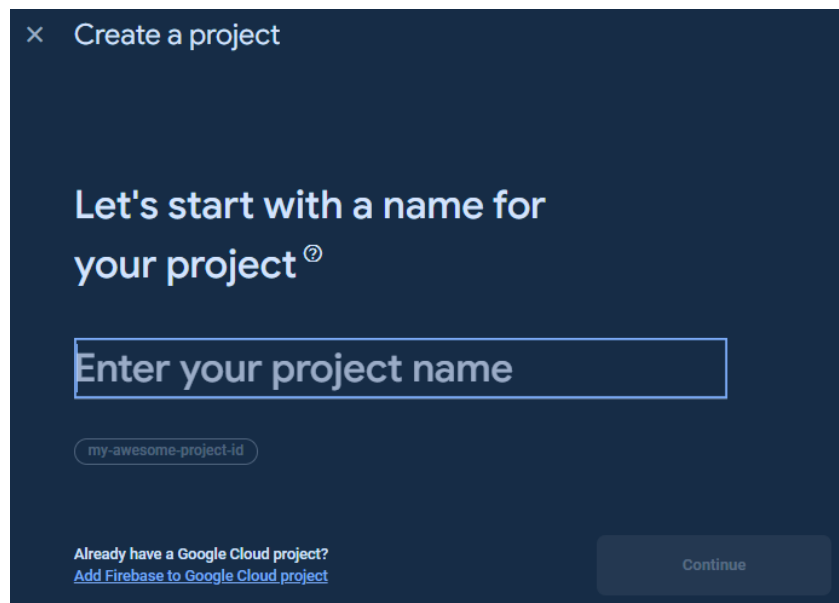 Create a project
Let's start with a name for
your project
Enter your project name
my-awesome-project-id
Already have a Google Cloud project?
Add Firebase to Google Cloud project
Continue